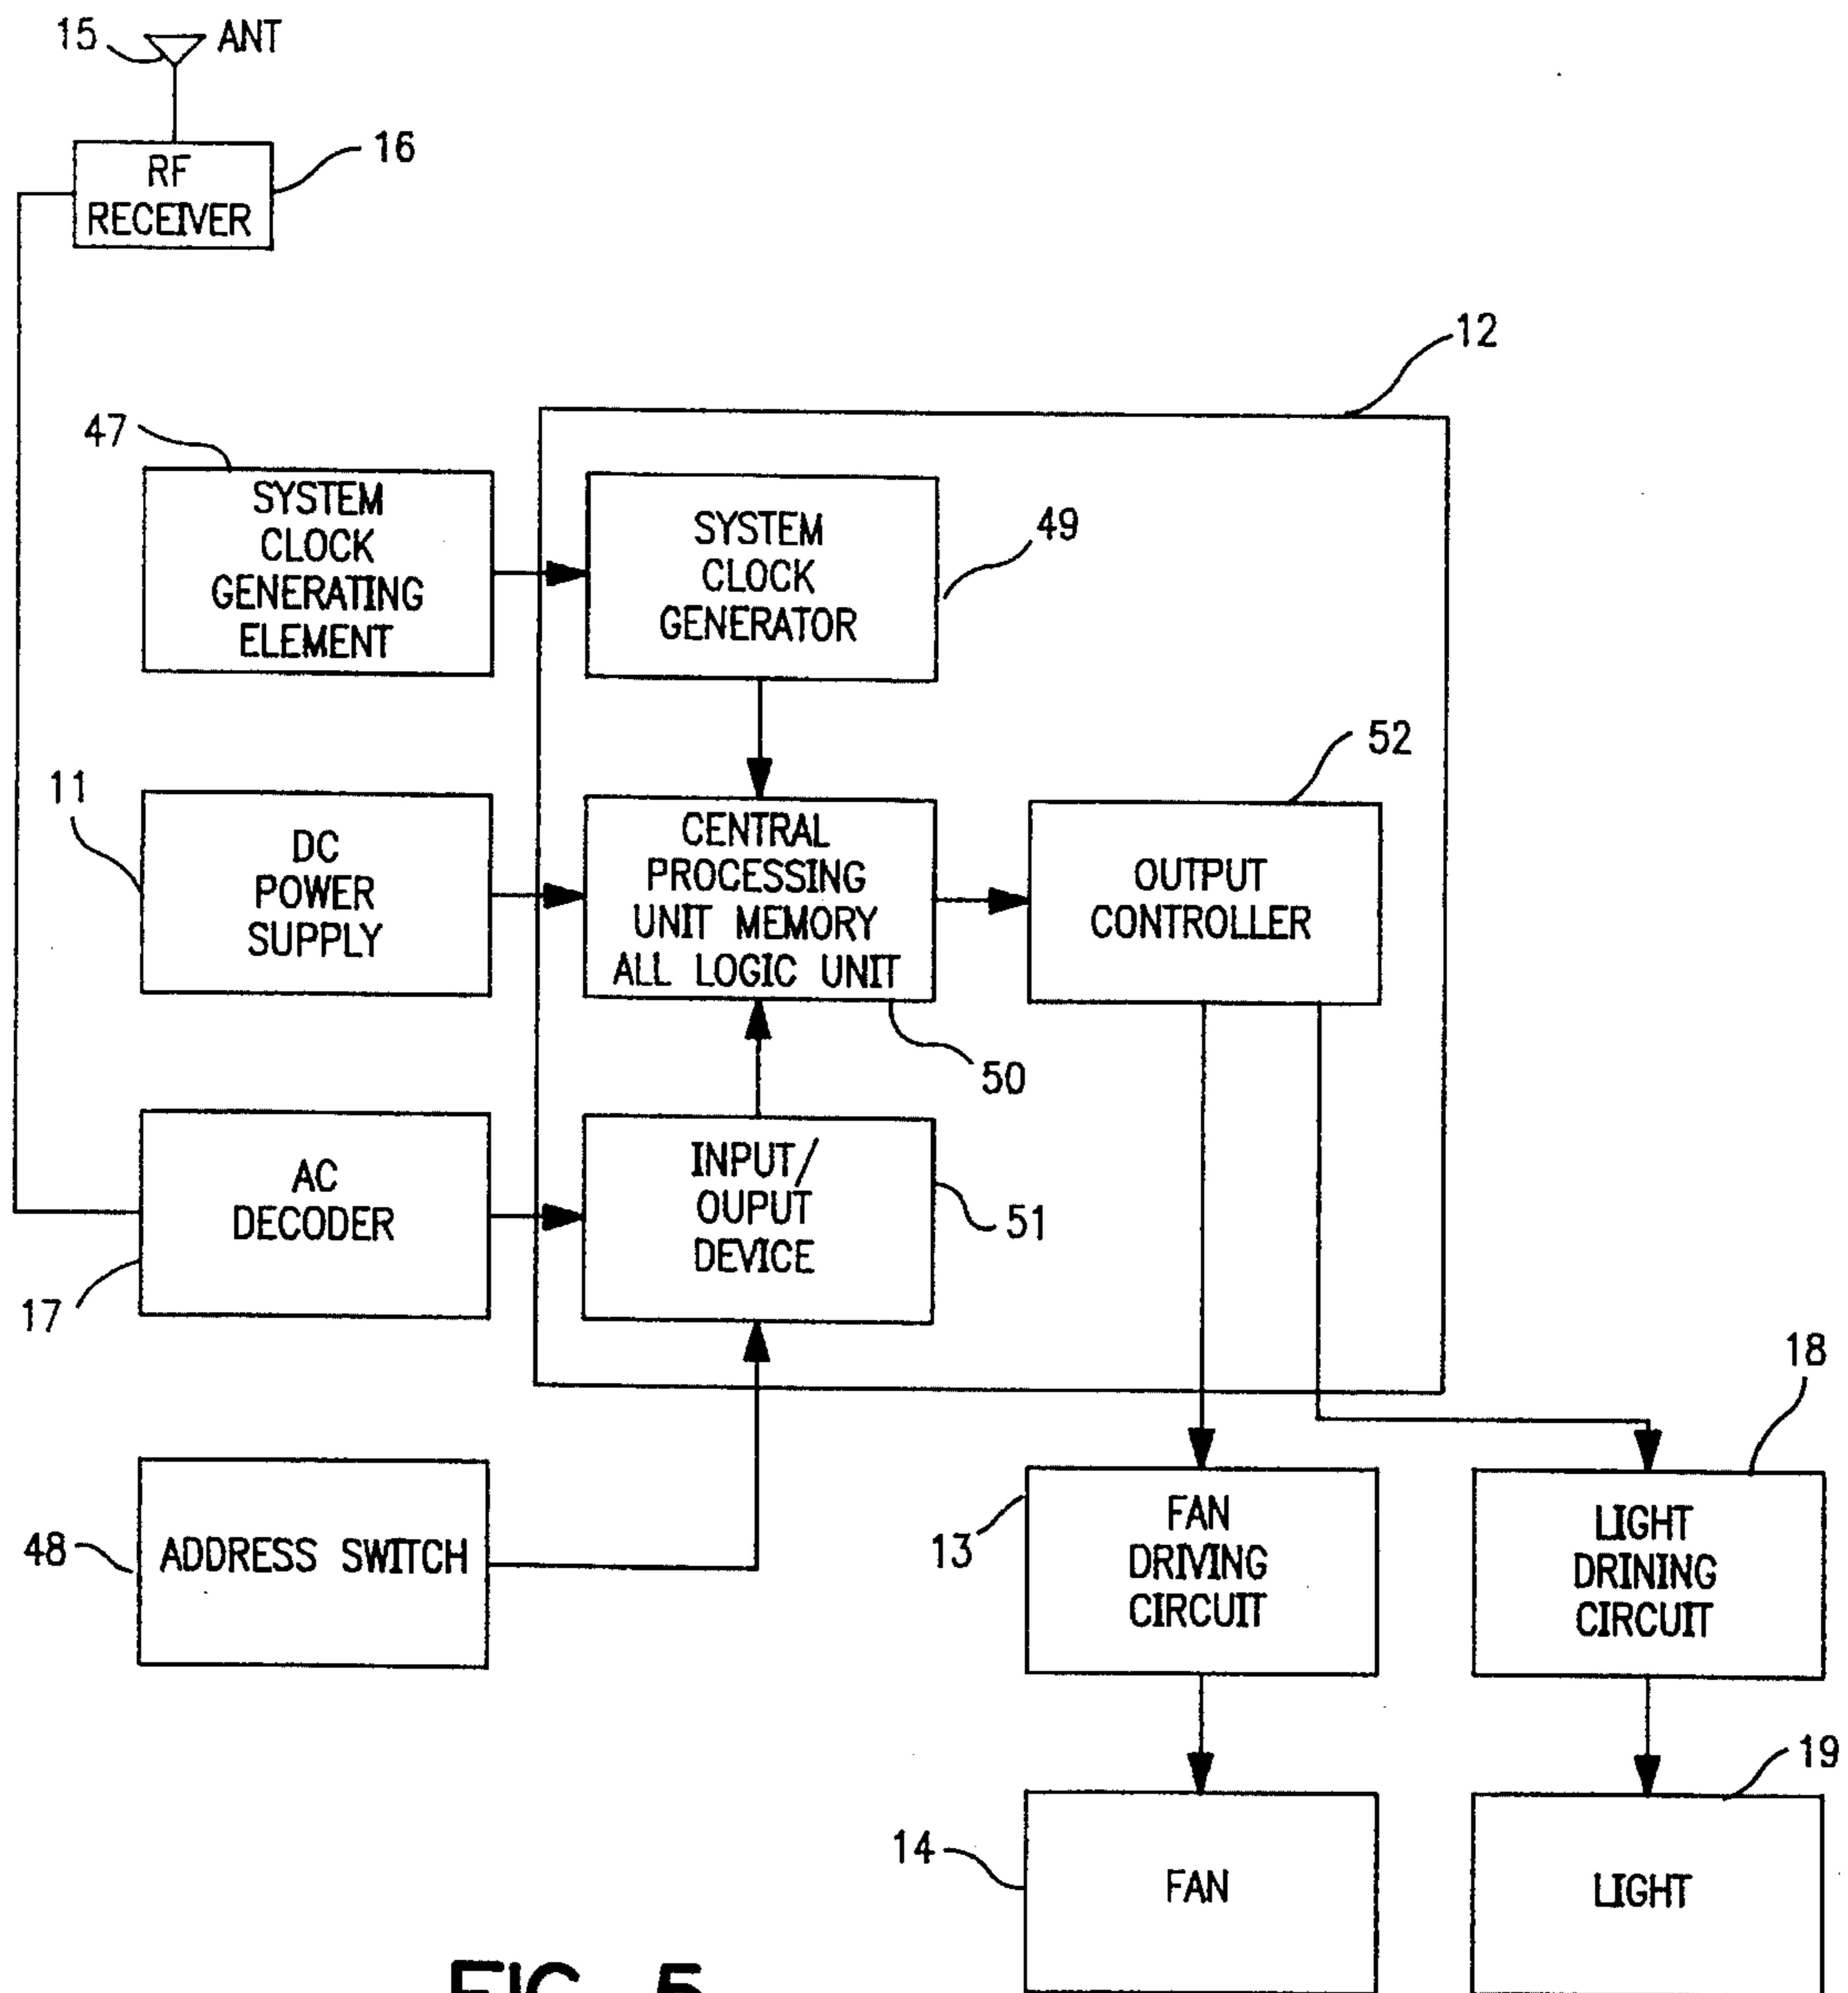 15
ANT
RF
RECEIVER
16
12
47
SYSTEM
CLOCK
GENERATING
ELEMENT
SYSTEM
CLOCK
GENERATOR
49
11
DC
POWER
SUPPLY
CENTRAL
PROCESSING
UNIT MEMORY
ALL LOGIC UNIT
50
OUTPUT
CONTROLLER
52
AC
DECODER
17
INPUT/
OUPUT
DEVICE
51
48
ADDRESS SWITCH
13
FAN
DRIVING
CIRCUIT
18
LIGHT
DRINING
CIRCUIT
14
FAN
19
LIGHT
FIG. 5